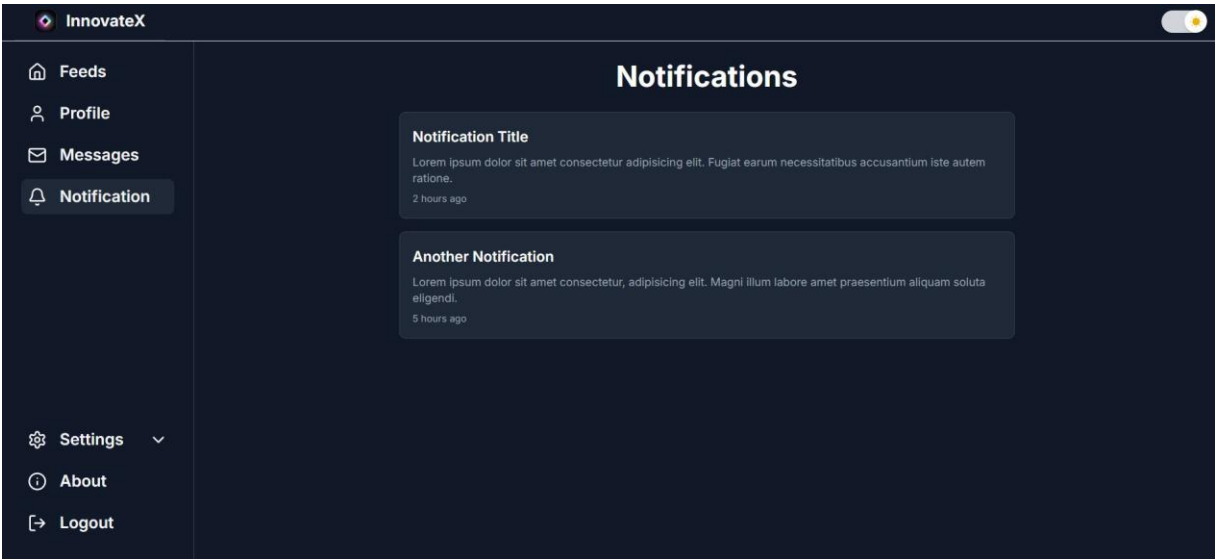 InnovateX
Feeds
Profile
Messages
Notification
Settings
About
Logout
Notifications
Notification Title
Lorem ipsum dolor sit amet consectetur adipisicing elit. Fugiat earum necessitatibus accusantium iste autem
ratione.
2 hours ago
Another Notification
Lorem ipsum dolor sit amet consectetur, adipisicing elit. Magni illum labore amet praesentium aliquam soluta
eligendi.
5 hours ago